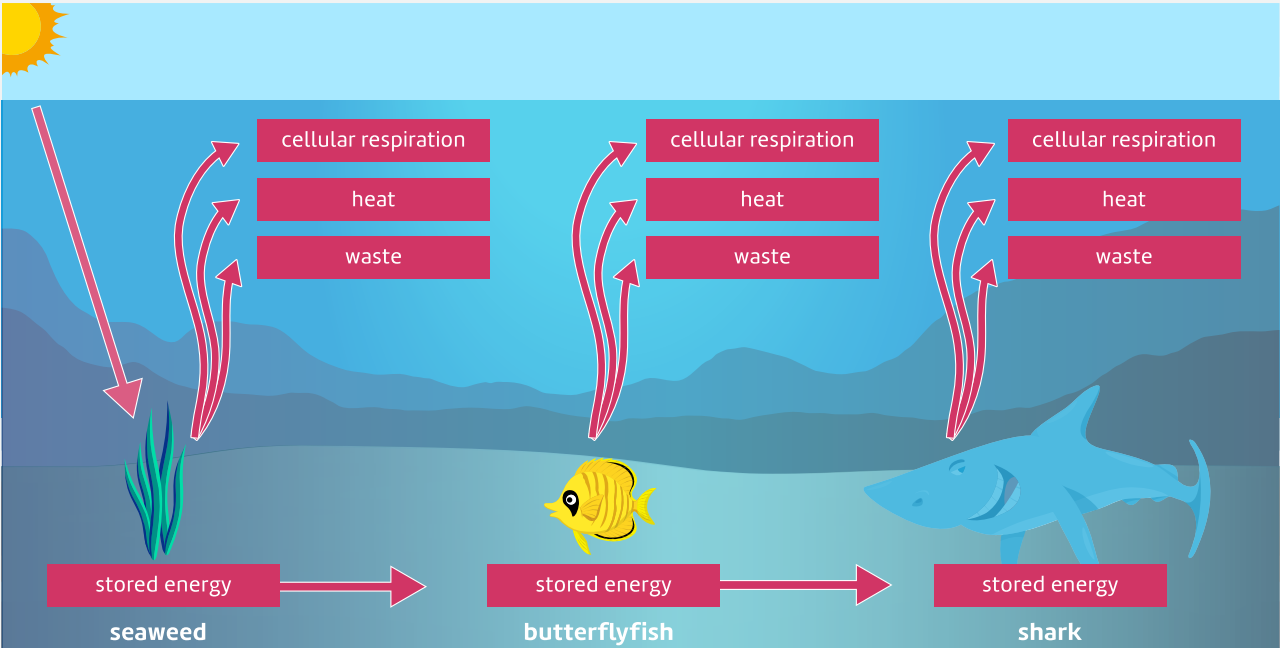 cellular respiration
heat
waste
cellular respiration
heat
waste
cellular respiration
heat
waste
stored energy
seaweed
stored energy
butterflyfish
stored energy
shark